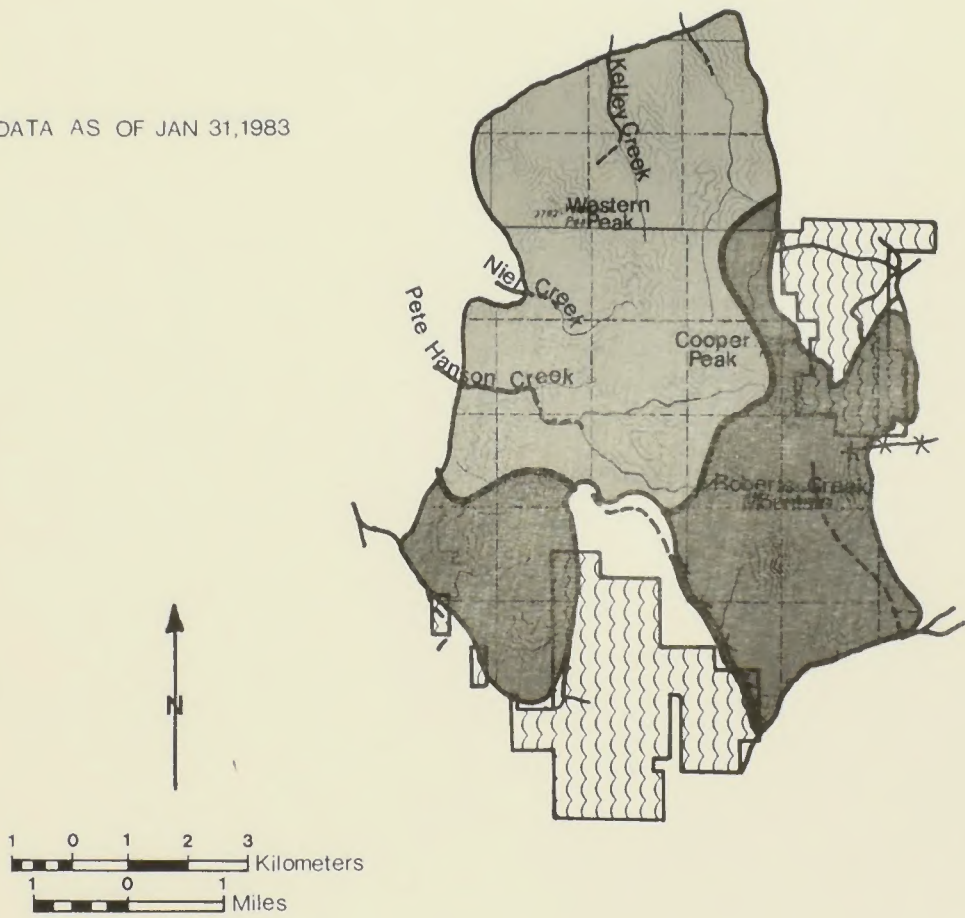 DATA AS OF JAN 31,1983
Kelley Creek
Western
Peak
Niel Creek
Pete Hanson Creek
Cooper
Peak
Roberts Creek
Mountain
N
1 0 1 2 3
Kilometers
1 0 1
Miles